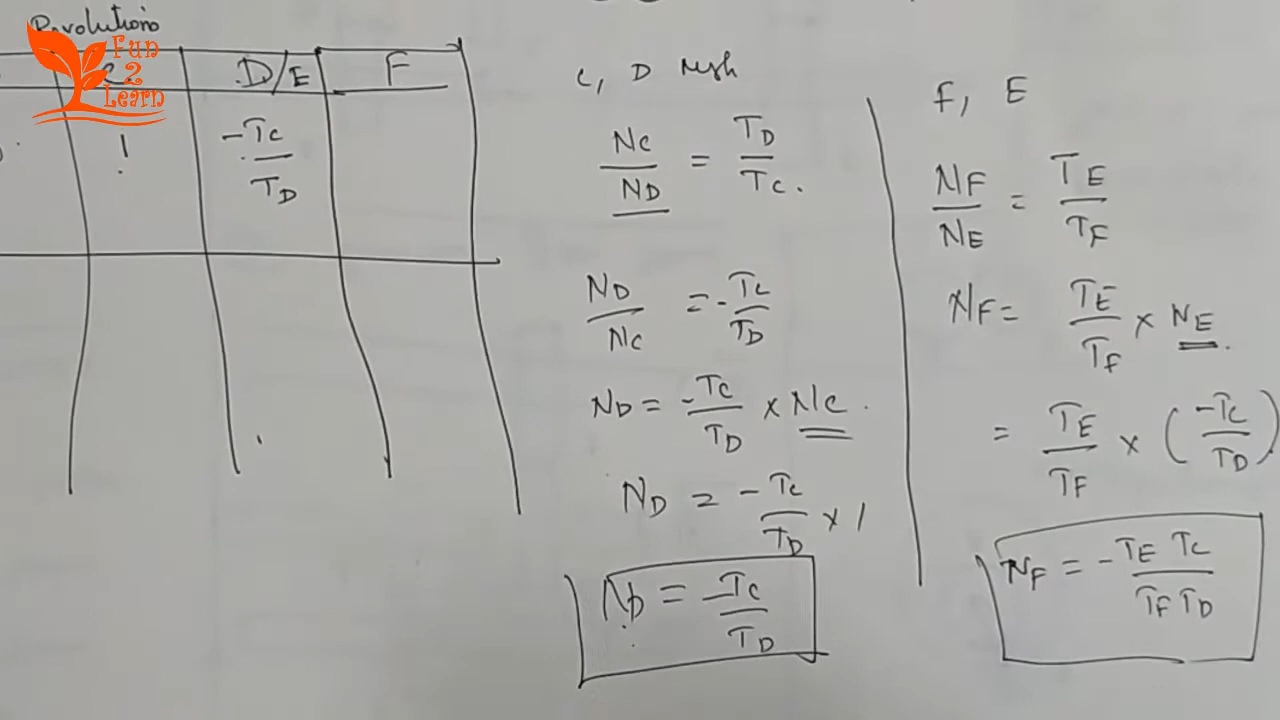 Revolutions
Fun
2
Learn
D/E F
1 -TC/TD
C, D mesh
NC/ND = TD/TC.
ND/NC = -TC/TD
ND = -TC/TD × NC.
ND = -TC/TD × 1
ND = -TC/TD
F, E
NF/NE = TE/TF
NF = TE/TF × NE.
= TE/TF × (-TC/TD)
NF = -TE TC/TF TD